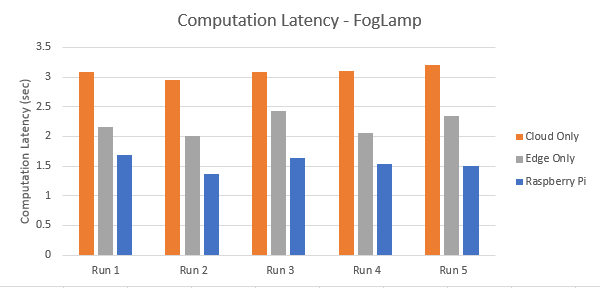 Computation Latency - FogLamp
3.5
3
2.5
2
1.5
1
0.5
0
Computation Latency (sec)
Run 1
Run 2
Run 3
Run 4
Run 5
Cloud Only
Edge Only
Raspberry Pi